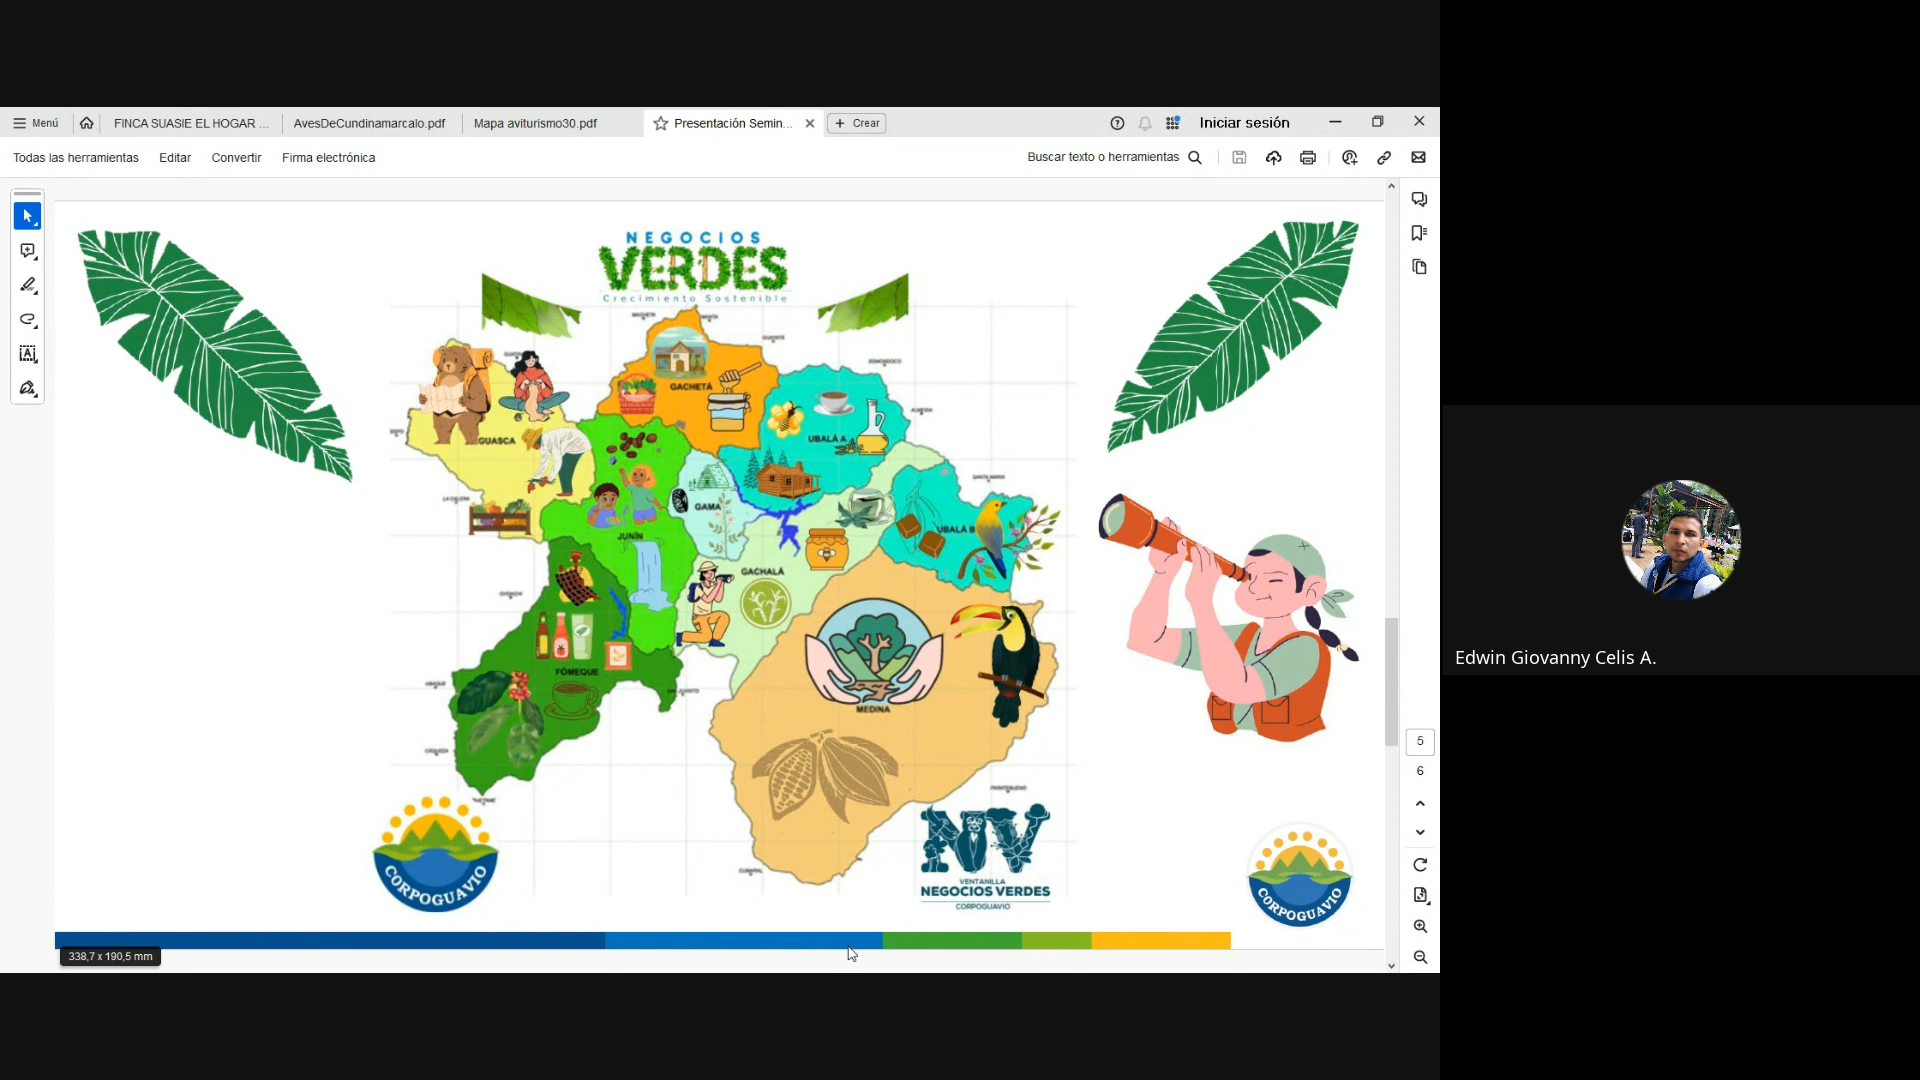 Menú
FINCA SUASIE EL HOGAR ...
AvesDeCundinamarcalo.pdf
Mapa aviturismo30.pdf
Presentación Semin...
Crear
Iniciar sesión
Todas las herramientas
Editar
Convertir
Firma electrónica
Buscar texto o herramientas
NEGOCIOS
VERDES
Crecimiento Sostenible
GACHETÁ
GUASCA
UBALÁ A
GAMA
UBALÁ B
JUNÍN
GACHALÁ
FÓMEQUE
MEDINA
CORPOGUAVIO
NV
VENTANILLA
NEGOCIOS VERDES
CORPOGUAVIO
CORPOGUAVIO
5
6
338,7 x 190,5 mm
Edwin Giovanny Celis A.